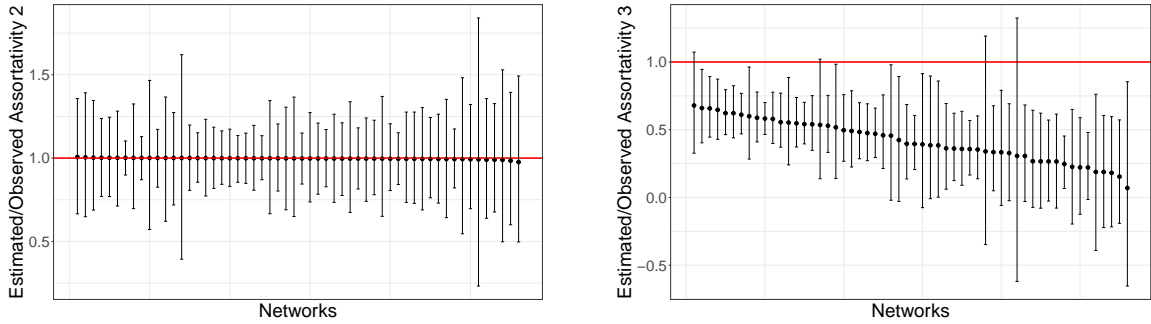 Estimated/Observed Assortativity 2
1.5
1.0
0.5
Networks
Estimated/Observed Assortativity 3
1.0
0.5
0.0
−0.5
Networks